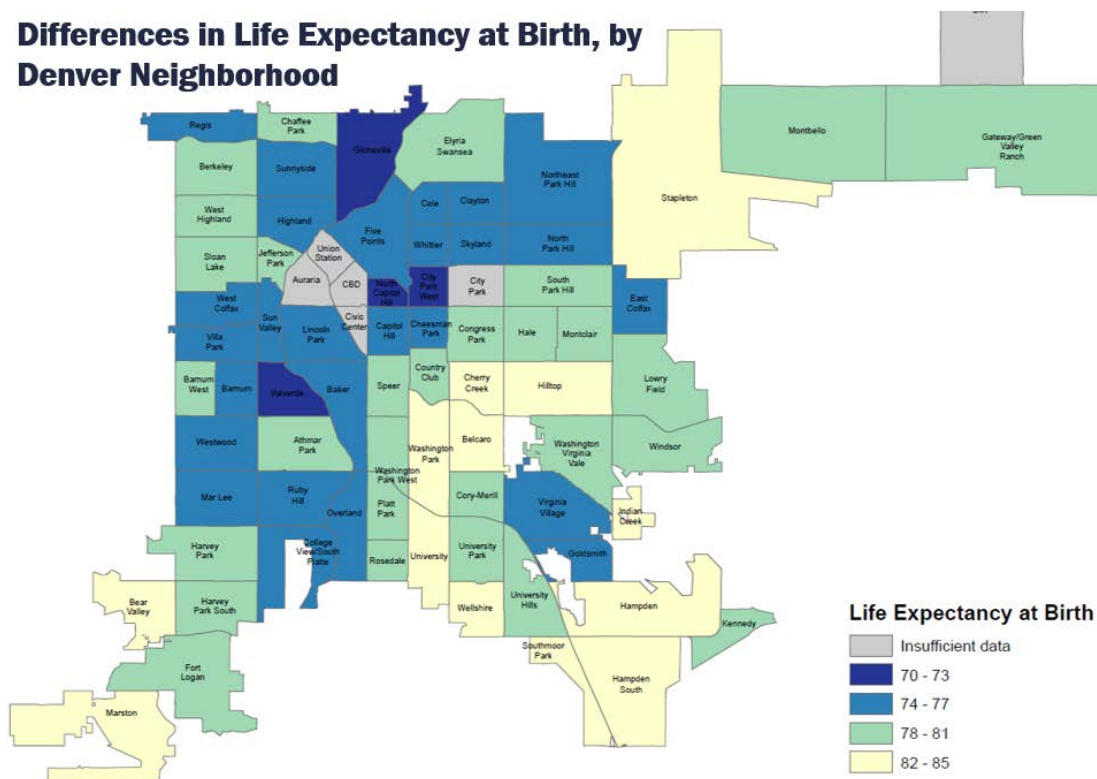 Differences in Life Expectancy at Birth, by
Denver Neighborhood
Regis
Chaffee
Park
Globeville
Elyria
Swansea
Montbello
Gateway/Green
Valley
Ranch
Berkeley
Sunnyside
Northeast
Park Hill
Stapleton
West
Highland
Highland
Cole
Clayton
Five
Points
Whittier
Skyland
North
Park Hill
Sloan
Lake
Jefferson
Park
Union
Station
Auraria
CBD
North
Capitol
Hill
City
Park
West
City
Park
South
Park Hill
East
Colfax
West
Colfax
Sun
Valley
Lincoln
Park
Civic
Center
Capitol
Hill
Cheesman
Park
Congress
Park
Hale
Montclair
Villa
Park
Barnum
West
Barnum
Valverde
Baker
Speer
Country
Club
Cherry
Creek
Hilltop
Lowry
Field
Westwood
Athmar
Park
Washington
Park
Belcaro
Washington
Virginia
Vale
Windsor
Washington
Park West
Mar Lee
Ruby
Hill
Overland
Platt
Park
Cory-Merill
Virginia
Village
Indian
Creek
Harvey
Park
College
View/South
Platte
Rosedale
University
University
Park
Goldsmith
Bear
Valley
Harvey
Park South
Wellshire
University
Hills
Hampden
Kennedy
Southmoor
Park
Fort
Logan
Hampden
South
Marston
Life Expectancy at Birth
Insufficient data
70 - 73
74 - 77
78 - 81
82 - 85